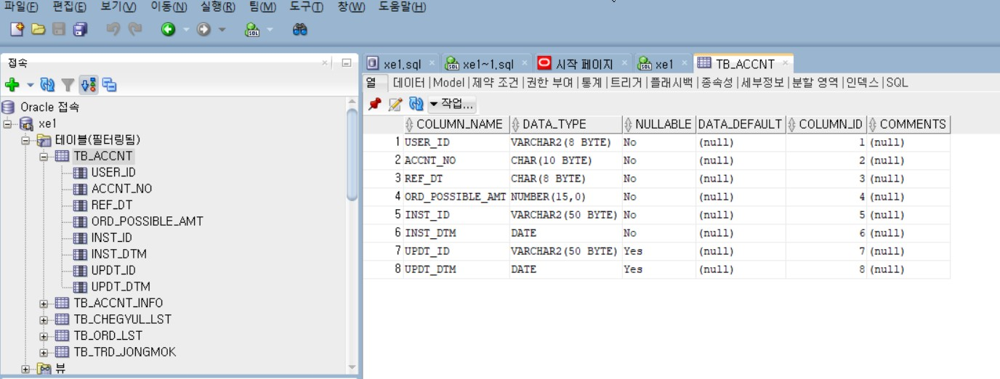 파일(F) 편집(E) 보기(V) 이동(N) 실행(R) 팀(M) 도구(T) 창(W) 도움말(H)
접속
Oracle 접속
xe1
테이블(필터링됨)
TB_ACCNT
USER_ID
ACCNT_NO
REF_DT
ORD_POSSIBLE_AMT
INST_ID
INST_DTM
UPDT_ID
UPDT_DTM
TB_ACCNT_INFO
TB_CHEGYUL_LST
TB_ORD_LST
TB_TRD_JONGMOK
뷰
xe1.sql xe1~1.sql 시작 페이지 xe1 TB_ACCNT
열 데이터|Model|제약 조건|권한 부여|통계|트리거|플래시백|종속성|세부정보|분할 영역|인덱스|SQL
작업...
COLUMN_NAME DATA_TYPE NULLABLE DATA_DEFAULT COLUMN_ID COMMENTS
1 USER_ID VARCHAR2(8 BYTE) No (null) 1 (null)
2 ACCNT_NO CHAR(10 BYTE) No (null) 2 (null)
3 REF_DT CHAR(8 BYTE) No (null) 3 (null)
4 ORD_POSSIBLE_AMT NUMBER(15,0) No (null) 4 (null)
5 INST_ID VARCHAR2(50 BYTE) No (null) 5 (null)
6 INST_DTM DATE No (null) 6 (null)
7 UPDT_ID VARCHAR2(50 BYTE) Yes (null) 7 (null)
8 UPDT_DTM DATE Yes (null) 8 (null)